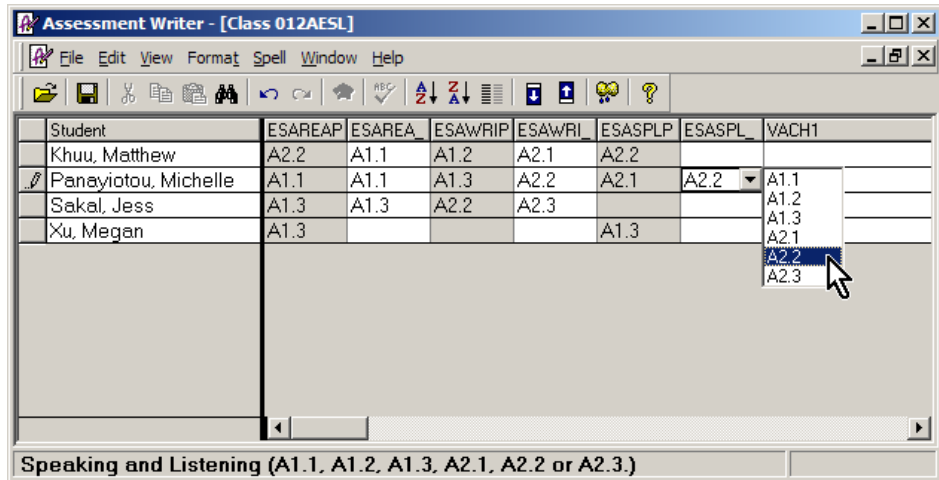 Assessment Writer - [Class 012AESL]
File Edit View Format Spell Window Help
ABC A Z Z A
Student ESAREAP ESAREA_ ESAWRIP ESAWRI_ ESASPLP ESASPL_ VACH1
Khuu, Matthew A2.2 A1.1 A1.2 A2.1 A2.2
Panayiotou, Michelle A1.1 A1.1 A1.3 A2.2 A2.1 A2.2 A1.1
A1.2
Sakal, Jess A1.3 A1.3 A2.2 A2.3 A1.3
A2.1
Xu, Megan A1.3 A1.3 A2.2
A2.3
Speaking and Listening (A1.1, A1.2, A1.3, A2.1, A2.2 or A2.3.)